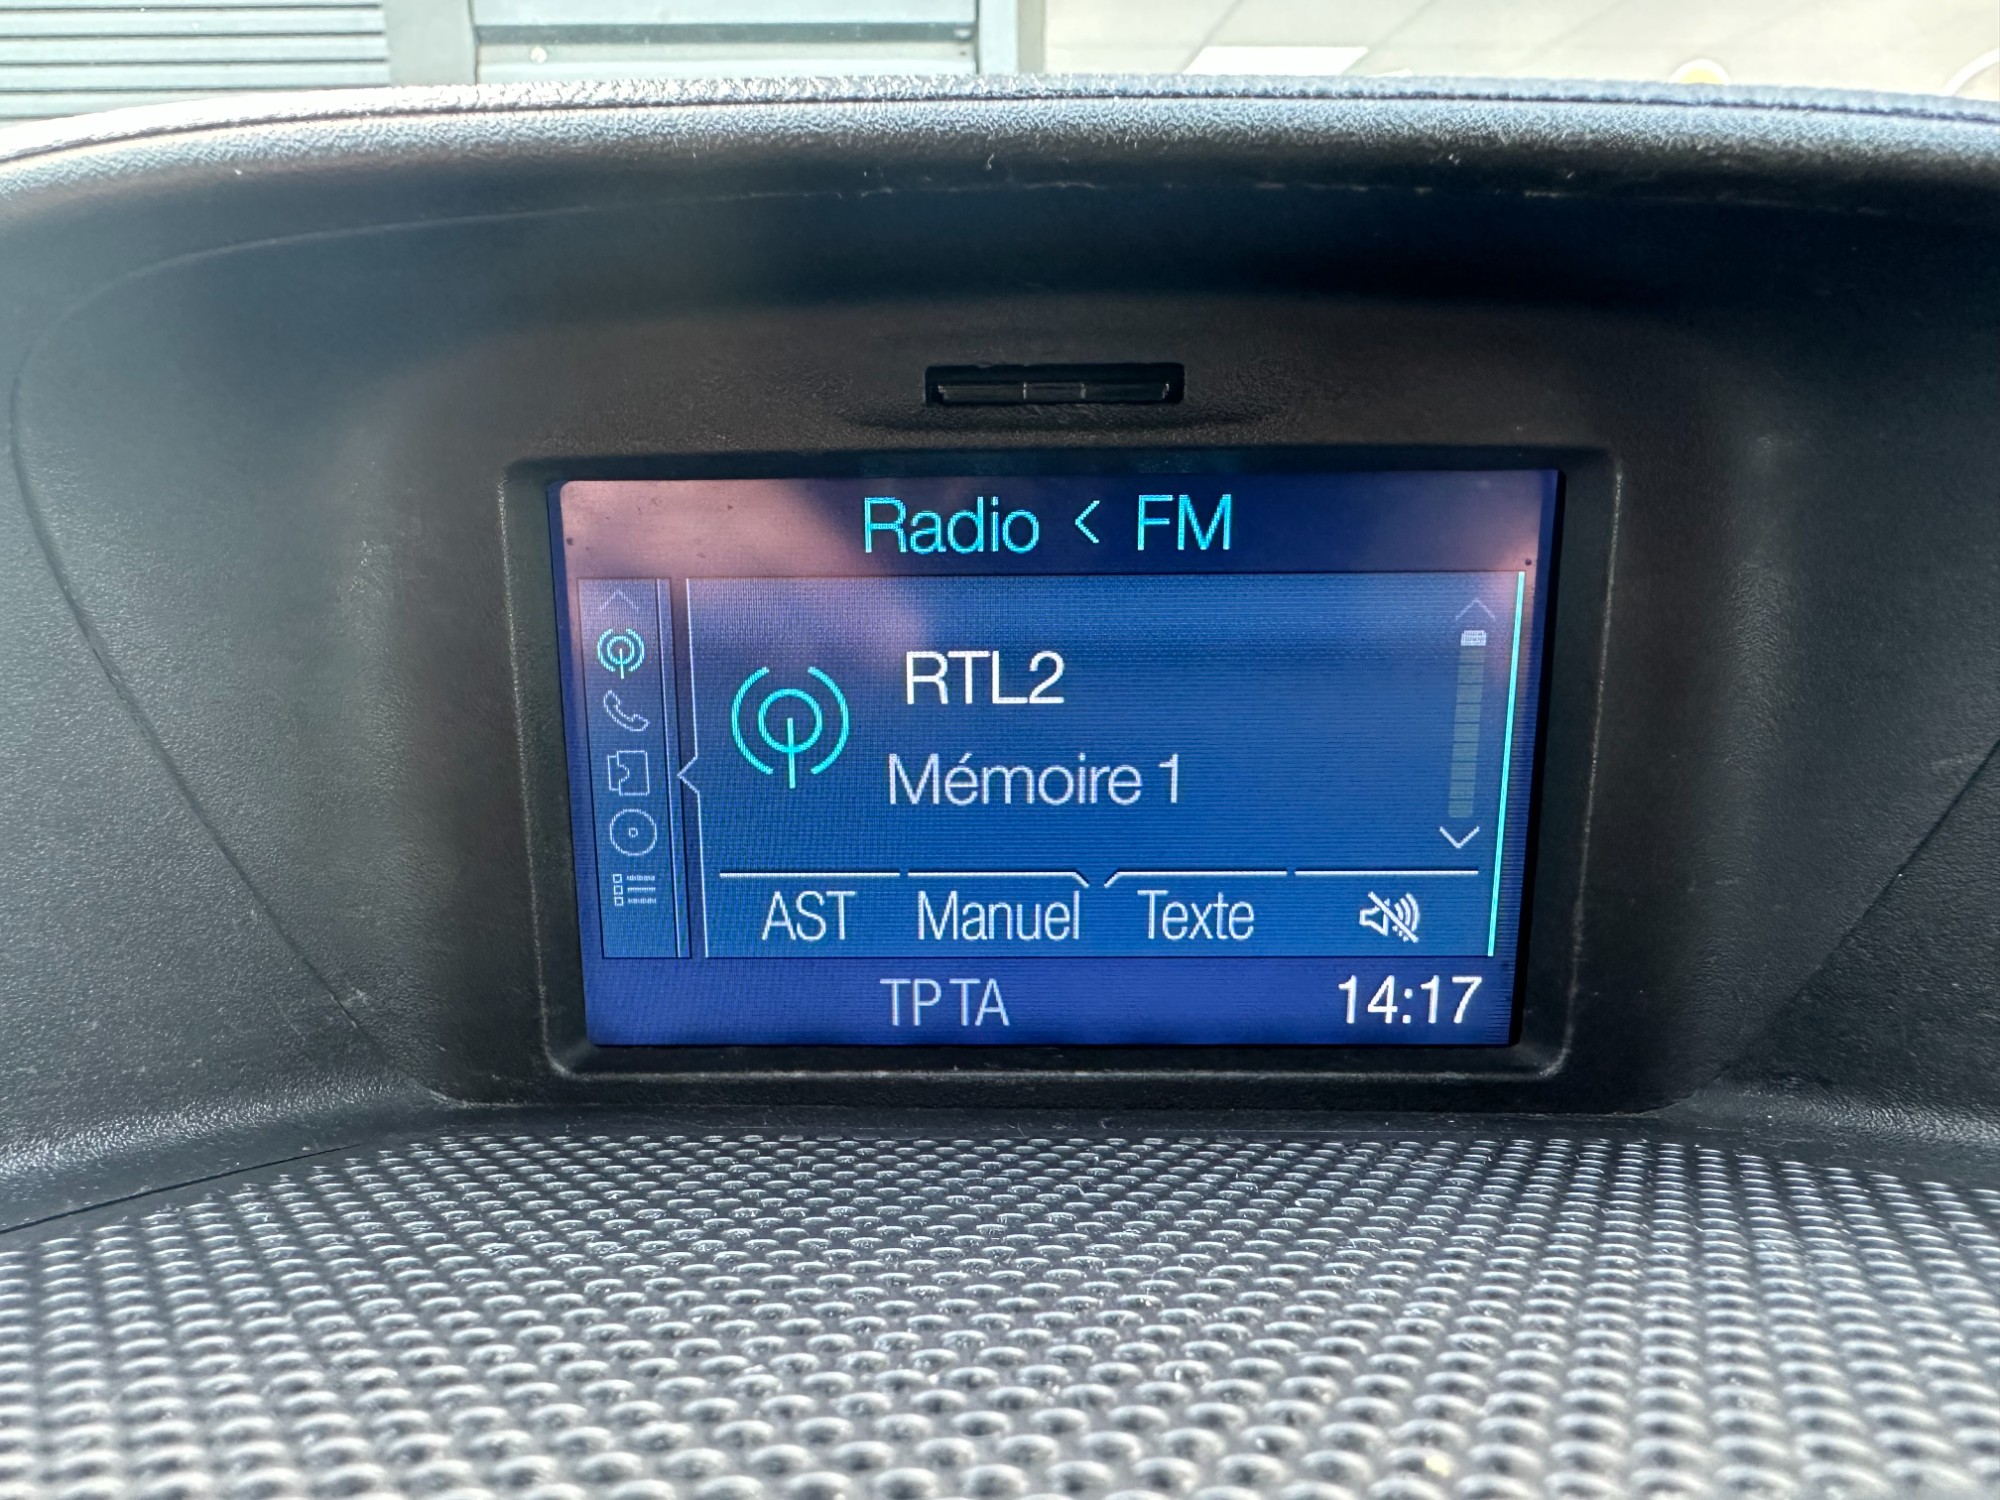 Radio < FM
RTL2
Mémoire 1
AST Manuel Texte
TP TA 14:17